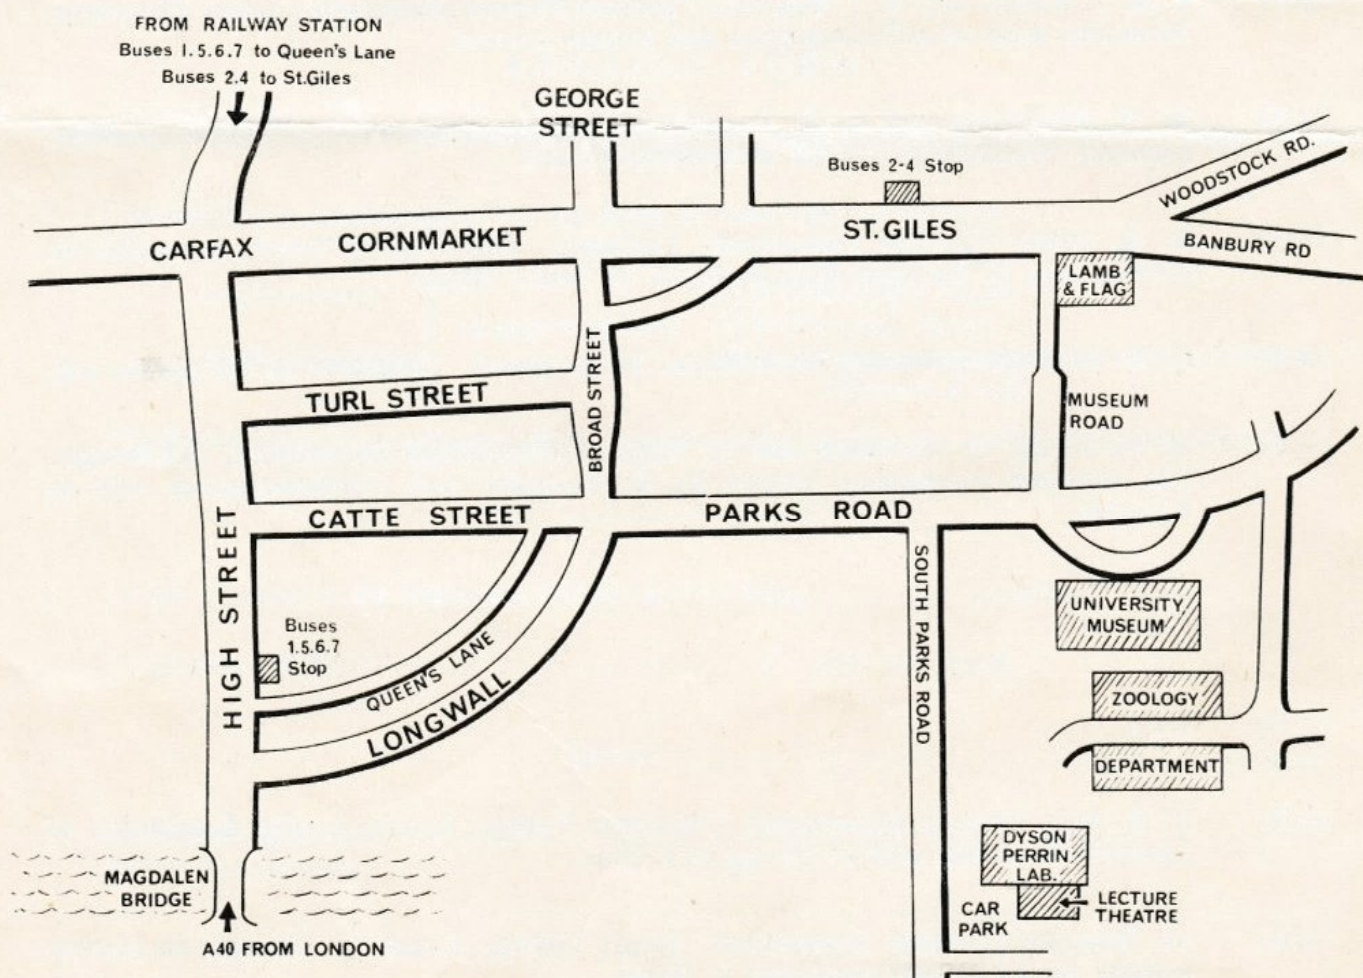 FROM RAILWAY STATION
Buses 1.5.6.7 to Queen's Lane
Buses 2.4 to St.Giles
GEORGE
STREET
Buses 2-4 Stop
WOODSTOCK RD.
BANBURY RD
CARFAX
CORNMARKET
ST.GILES
LAMB
& FLAG
TURL STREET
BROAD STREET
MUSEUM
ROAD
CATTE STREET
PARKS ROAD
HIGH STREET
SOUTH PARKS ROAD
Buses
1.5.6.7
Stop
QUEEN'S LANE
LONGWALL
UNIVERSITY
MUSEUM
ZOOLOGY
DEPARTMENT
DYSON
PERRIN
LAB.
LECTURE
THEATRE
CAR
PARK
MAGDALEN
BRIDGE
A40 FROM LONDON